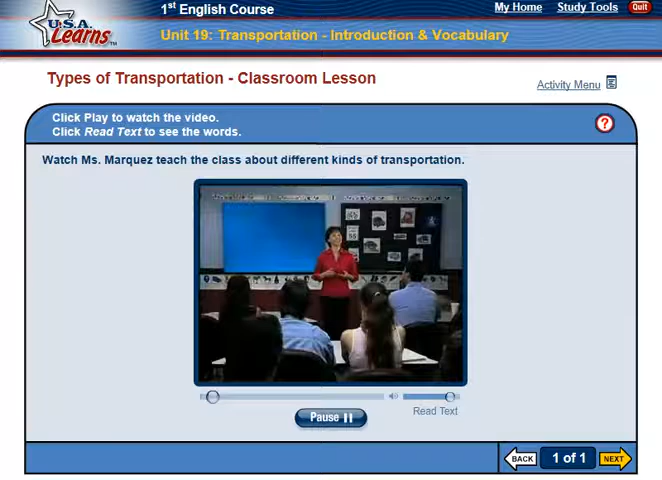 U.S.A.
Learns™
1st English Course
My Home
Study Tools
Quit
Unit 19: Transportation - Introduction & Vocabulary
Types of Transportation - Classroom Lesson
Activity Menu
Click Play to watch the video.
Click Read Text to see the words.
?
Watch Ms. Marquez teach the class about different kinds of transportation.
Pause
Read Text
BACK
1 of 1
NEXT